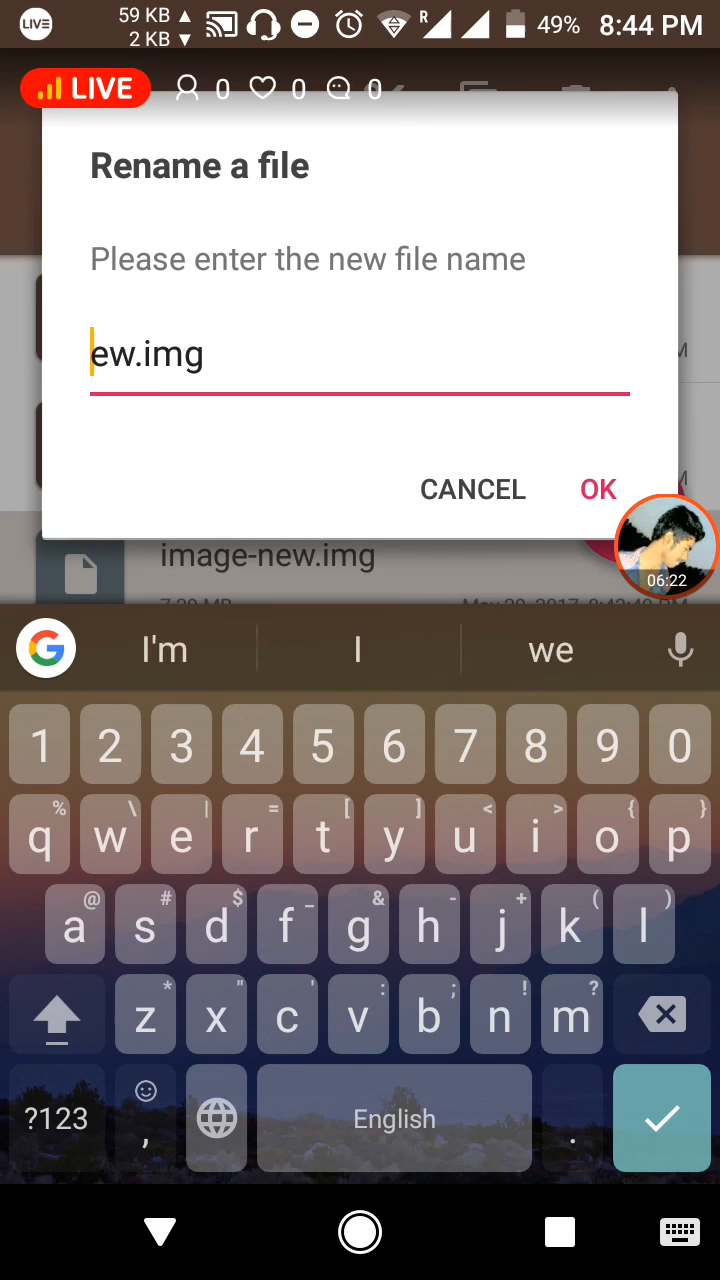 LIVE 59 KB 2 KB R 49% 8:44 PM
LIVE 0 0 0
Rename a file
Please enter the new file name
ew.img
CANCEL OK
06:22
image-new.img
I'm I we
1 2 3 4 5 6 7 8 9 0
% \ | = [ ] < > { }
q w e r t y u i o p
@ # $ _ & - + ( )
a s d f g h j k l
* " ' : ; ! ?
z x c v b n m
?123 , English .